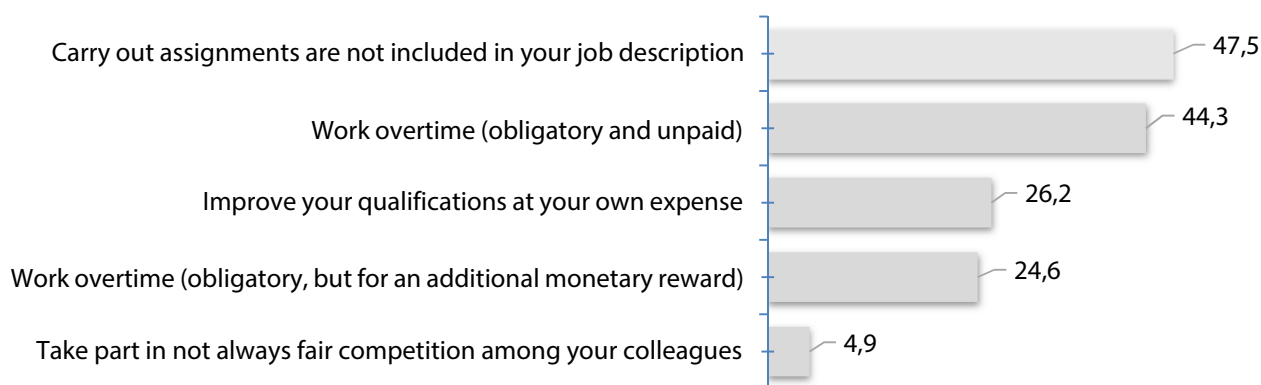 Carry out assignments are not included in your job description 47,5
Work overtime (obligatory and unpaid) 44,3
Improve your qualifications at your own expense 26,2
Work overtime (obligatory, but for an additional monetary reward) 24,6
Take part in not always fair competition among your colleagues 4,9